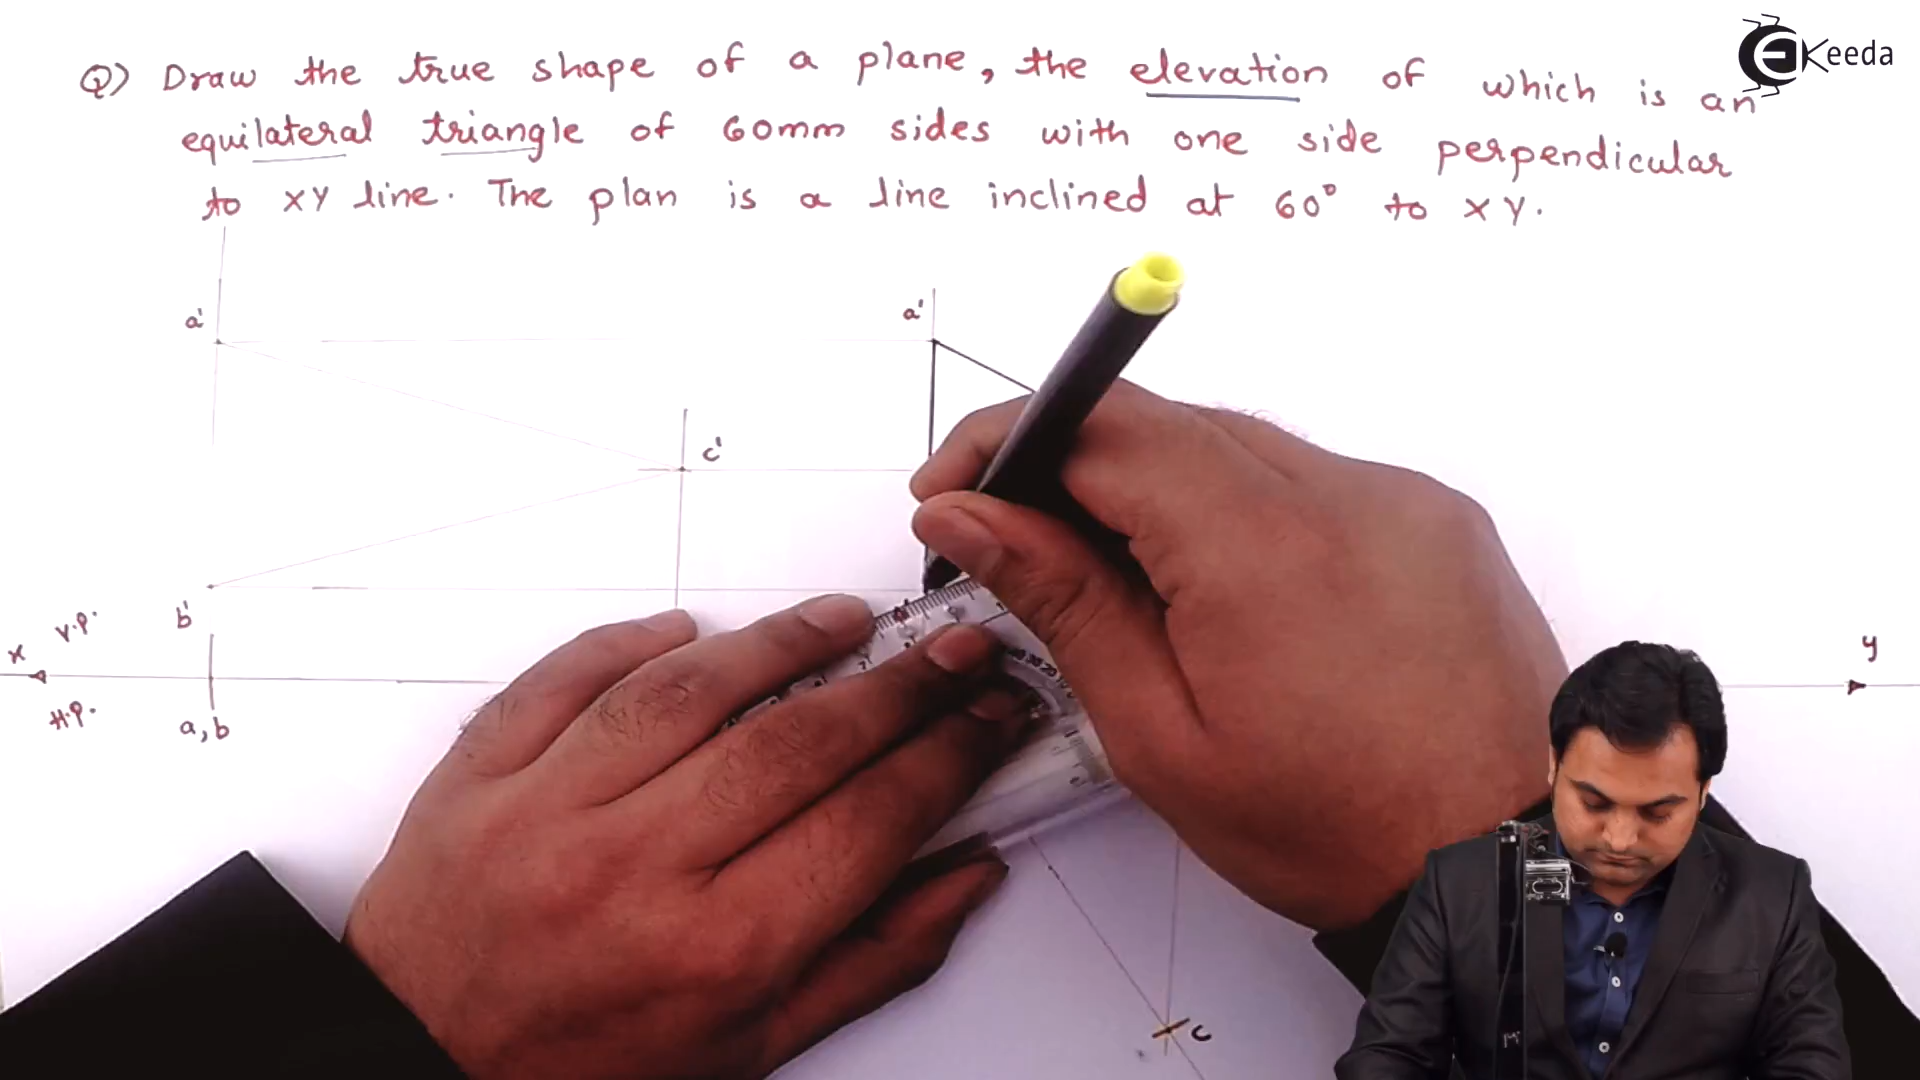 EKeeda
Q) Draw the true shape of a plane, the elevation of which is an
equilateral triangle of 60mm sides with one side perpendicular
to XY line. The plan is a line inclined at 60° to XY.
a'
a'
c'
b'
V.P.
X
y
H.P.
a, b
c